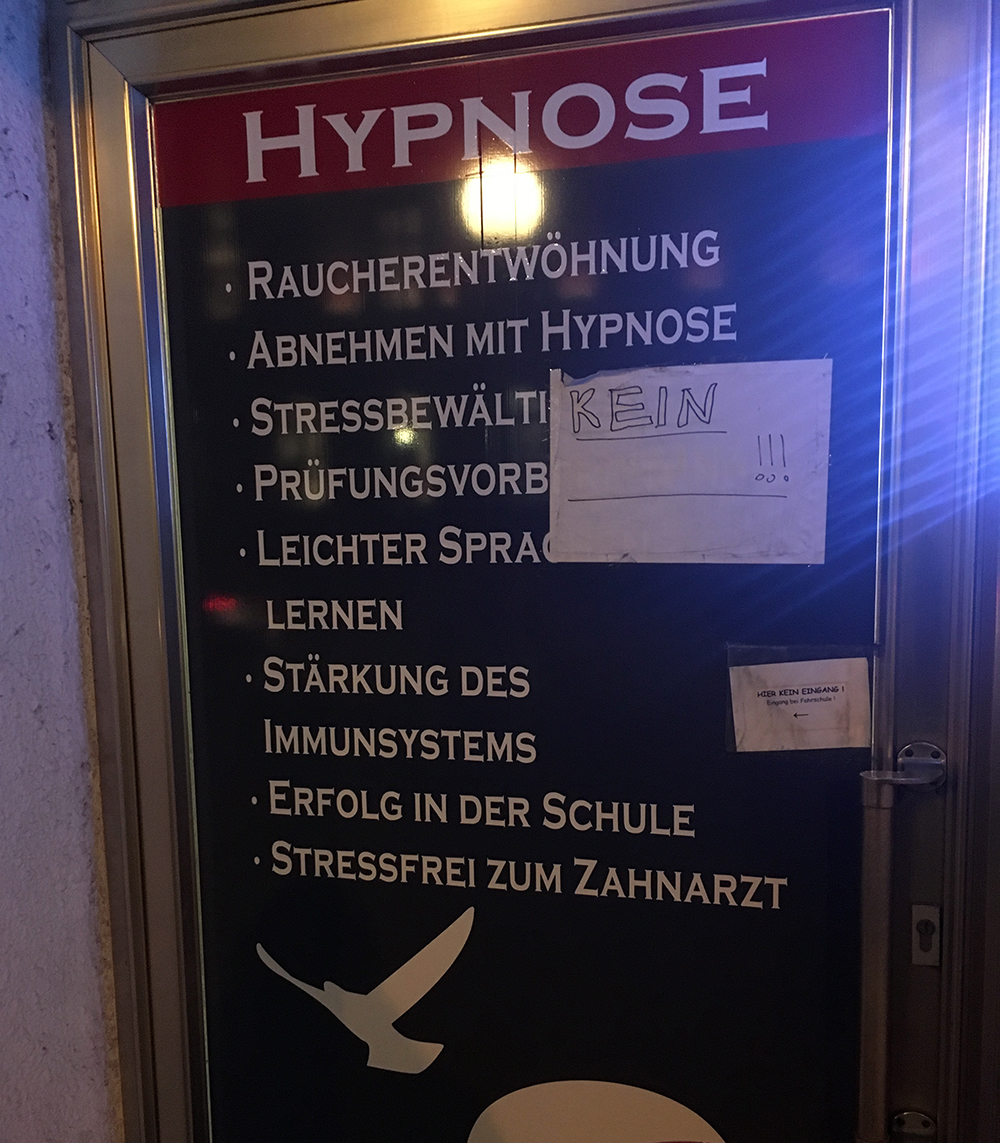 HYPNOSE
• RAUCHERENTWÖHNUNG
• ABNEHMEN MIT HYPNOSE
• STRESSBEWÄLTI
KEIN
!!!
• PRÜFUNGSVORB
• LEICHTER SPRAC
LERNEN
• STÄRKUNG DES
IMMUNSYSTEMS
HIER KEIN EINGANG !
Eingang bei Fahrschule !
←
• ERFOLG IN DER SCHULE
• STRESSFREI ZUM ZAHNARZT